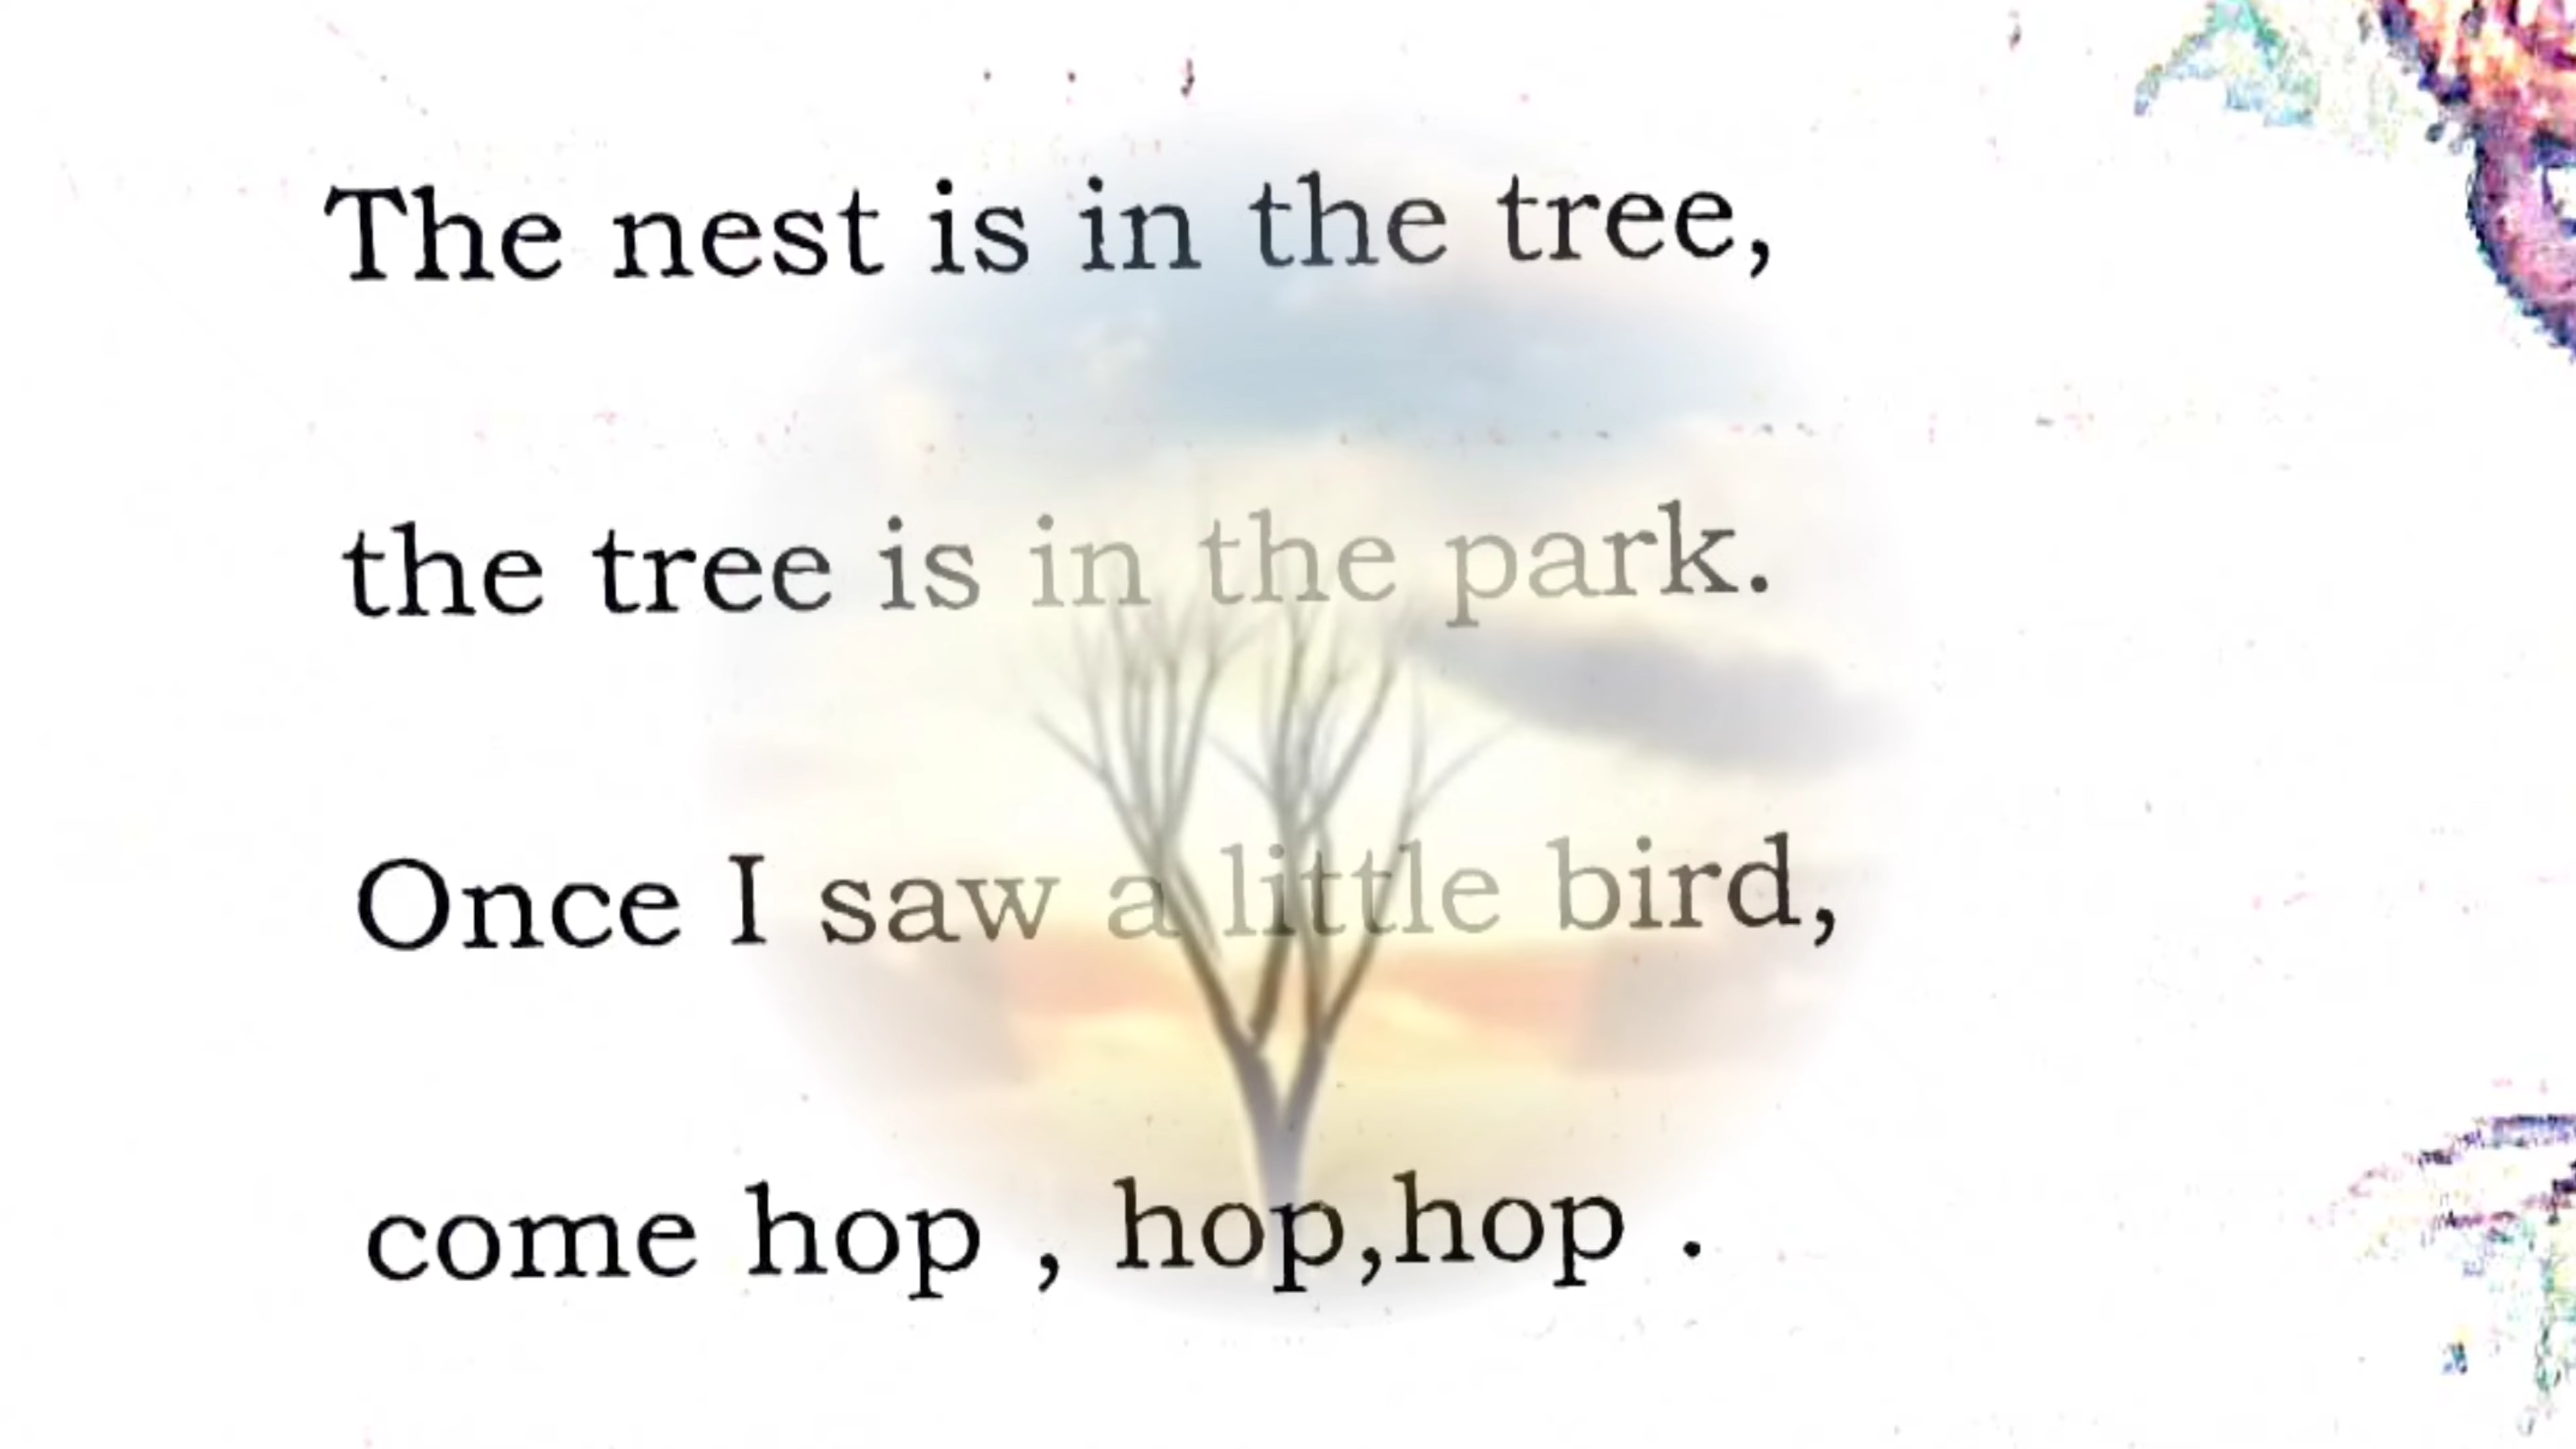 The nest is in the tree,
the tree is in the park.
Once I saw a little bird,
come hop , hop,hop .